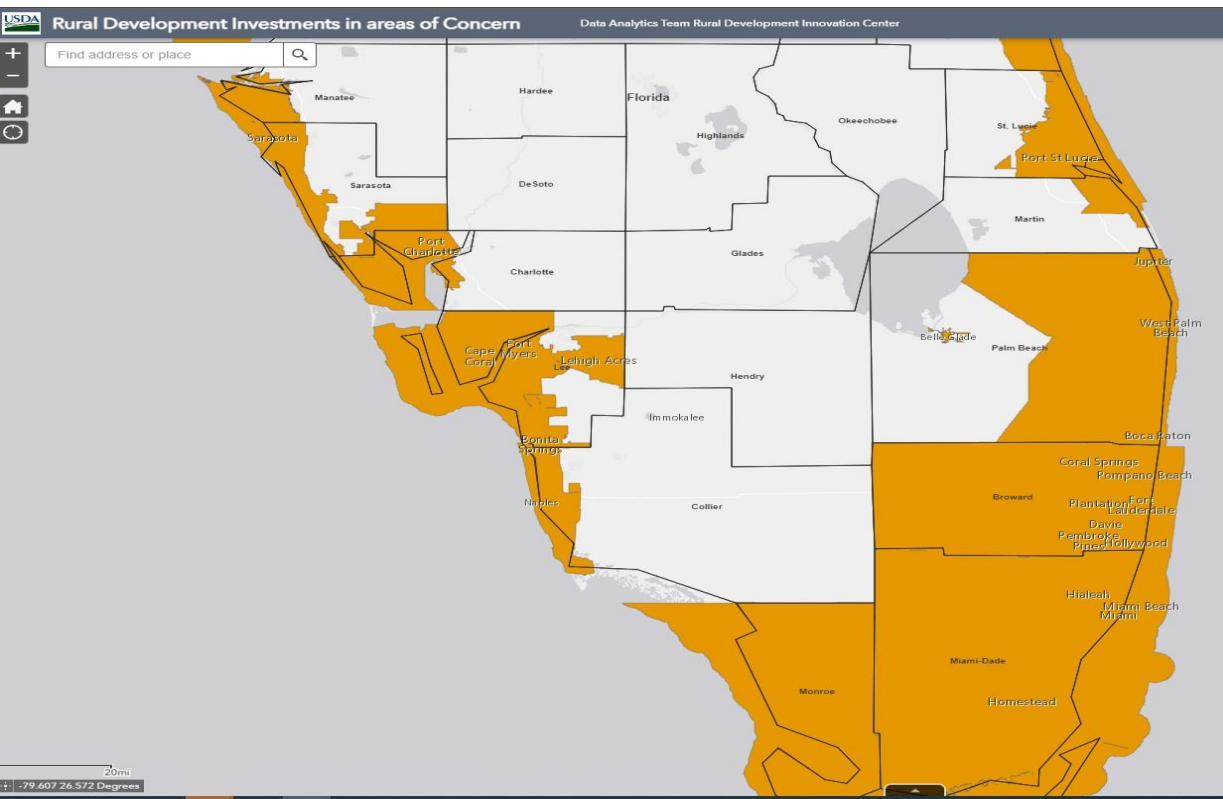 USDA Rural Development Investments in areas of Concern Data Analytics Team Rural Development Innovation Center
+
Find address or place
−
Manatee
Hardee
Florida
Highlands
Okeechobee
St. Lucie
Sarasota
Port St Lucie
Sarasota
DeSoto
Martin
Port
Charlotte
Glades
Jupiter
Charlotte
West Palm
Beach
Belle Glade
Palm Beach
Cape
Coral
Fort
Myers
Lehigh Acres
Lee
Hendry
Immokalee
Bonita
Springs
Boca Raton
Coral Springs
Pompano Beach
Naples
Collier
Broward
Plantation
Fort
Lauderdale
Davie
Pembroke
Pines
Hollywood
Hialeah
Miami Beach
Miami
Miami-Dade
Monroe
Homestead
20mi
-79.607 26.572 Degrees